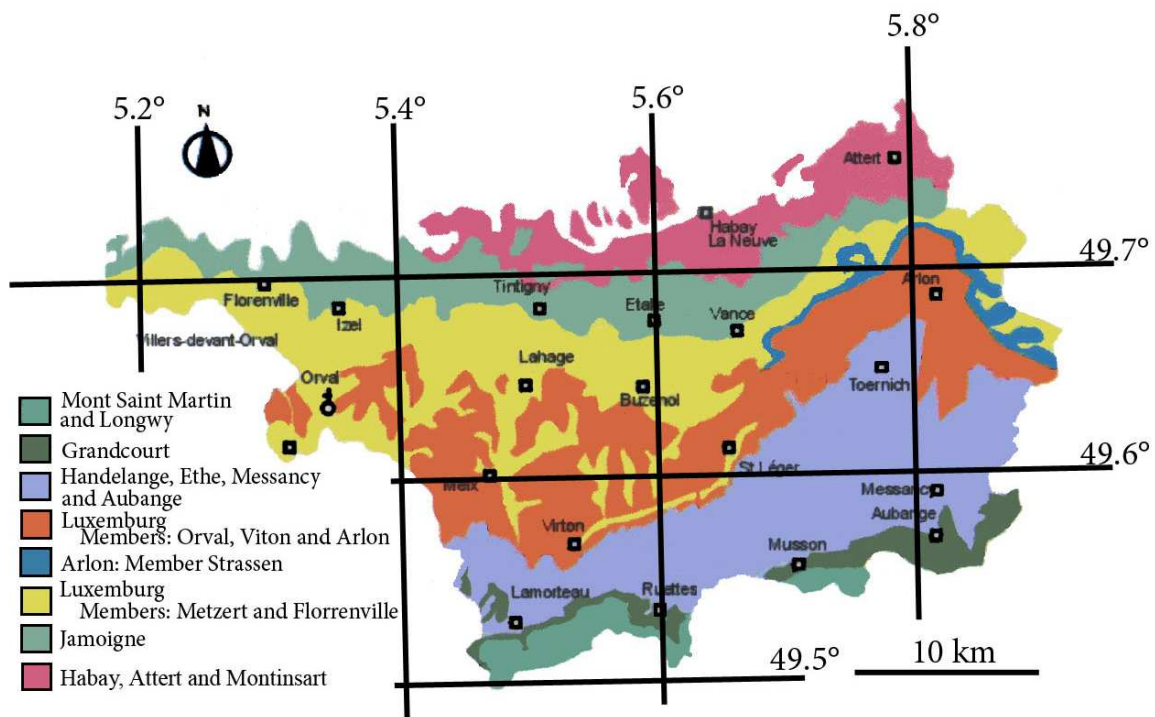 5.8°
5.2°
5.4°
5.6°
N
Attert
Habay
La Neuve
49.7°
Florenville
Tintigny
Arlon
Izel
Etalle
Vance
Villers-devant-Orval
Lahage
Orval
Toernich
Buzenol
Mont Saint Martin
and Longwy
Grandcourt
St Léger
49.6°
Handelange, Ethe, Messancy
and Aubange
Meix
Messancy
Luxemburg
Members: Orval, Viton and Arlon
Virton
Aubange
Musson
Arlon: Member Strassen
Luxemburg
Members: Metzert and Florrenville
Lamorteau
Ruettes
Jamoigne
49.5°
10 km
Habay, Attert and Montinsart